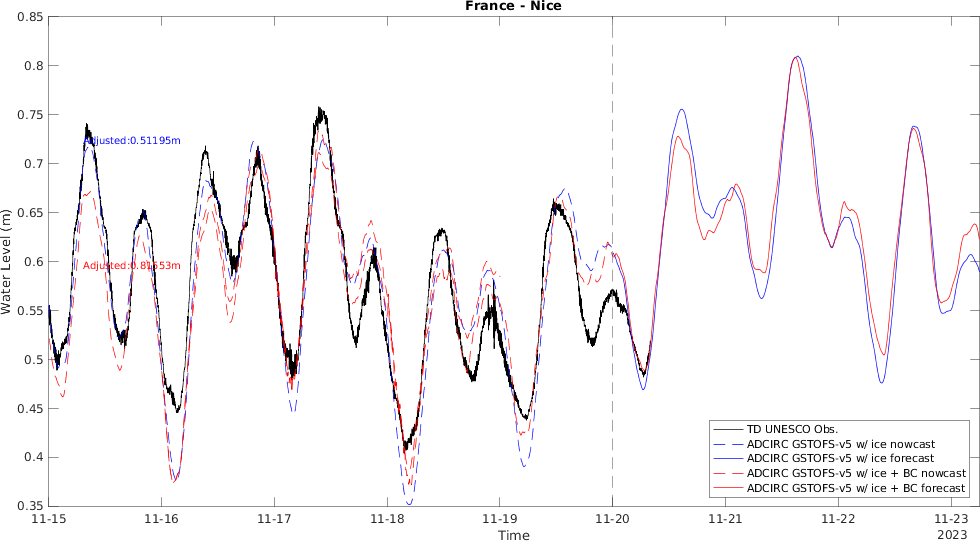 France - Nice
0.85
0.8
0.75
0.7
0.65
0.6
0.55
0.5
0.45
0.4
0.35
Water Level (m)
Adjusted:0.51195m
TD UNESCO Obs.
ADCIRC GSTOFS-v5 w/ ice nowcast
ADCIRC GSTOFS-v5 w/ ice forecast
ADCIRC GSTOFS-v5 w/ ice + BC nowcast
ADCIRC GSTOFS-v5 w/ ice + BC forecast
11-15 11-16 11-17 11-18 11-19 11-20 11-21 11-22 11-23
Time
2023